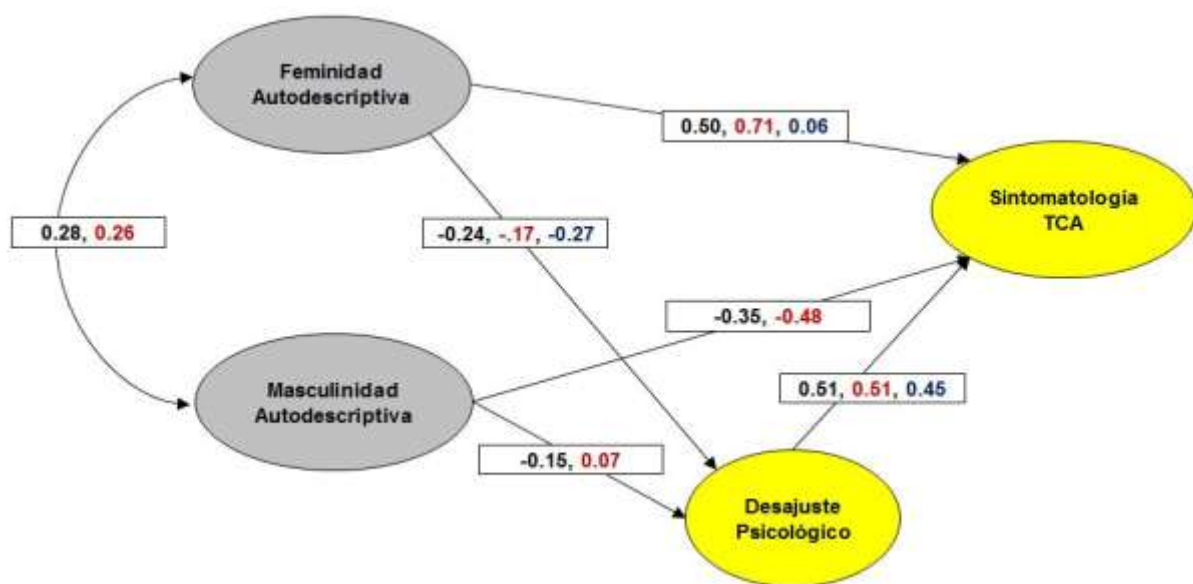 Feminidad
Autodescriptiva
0.50, 0.71, 0.06
Sintomatología
TCA
0.28, 0.26
-0.24, -.17, -0.27
-0.35, -0.48
0.51, 0.51, 0.45
Masculinidad
Autodescriptiva
-0.15, 0.07
Desajuste
Psicológico